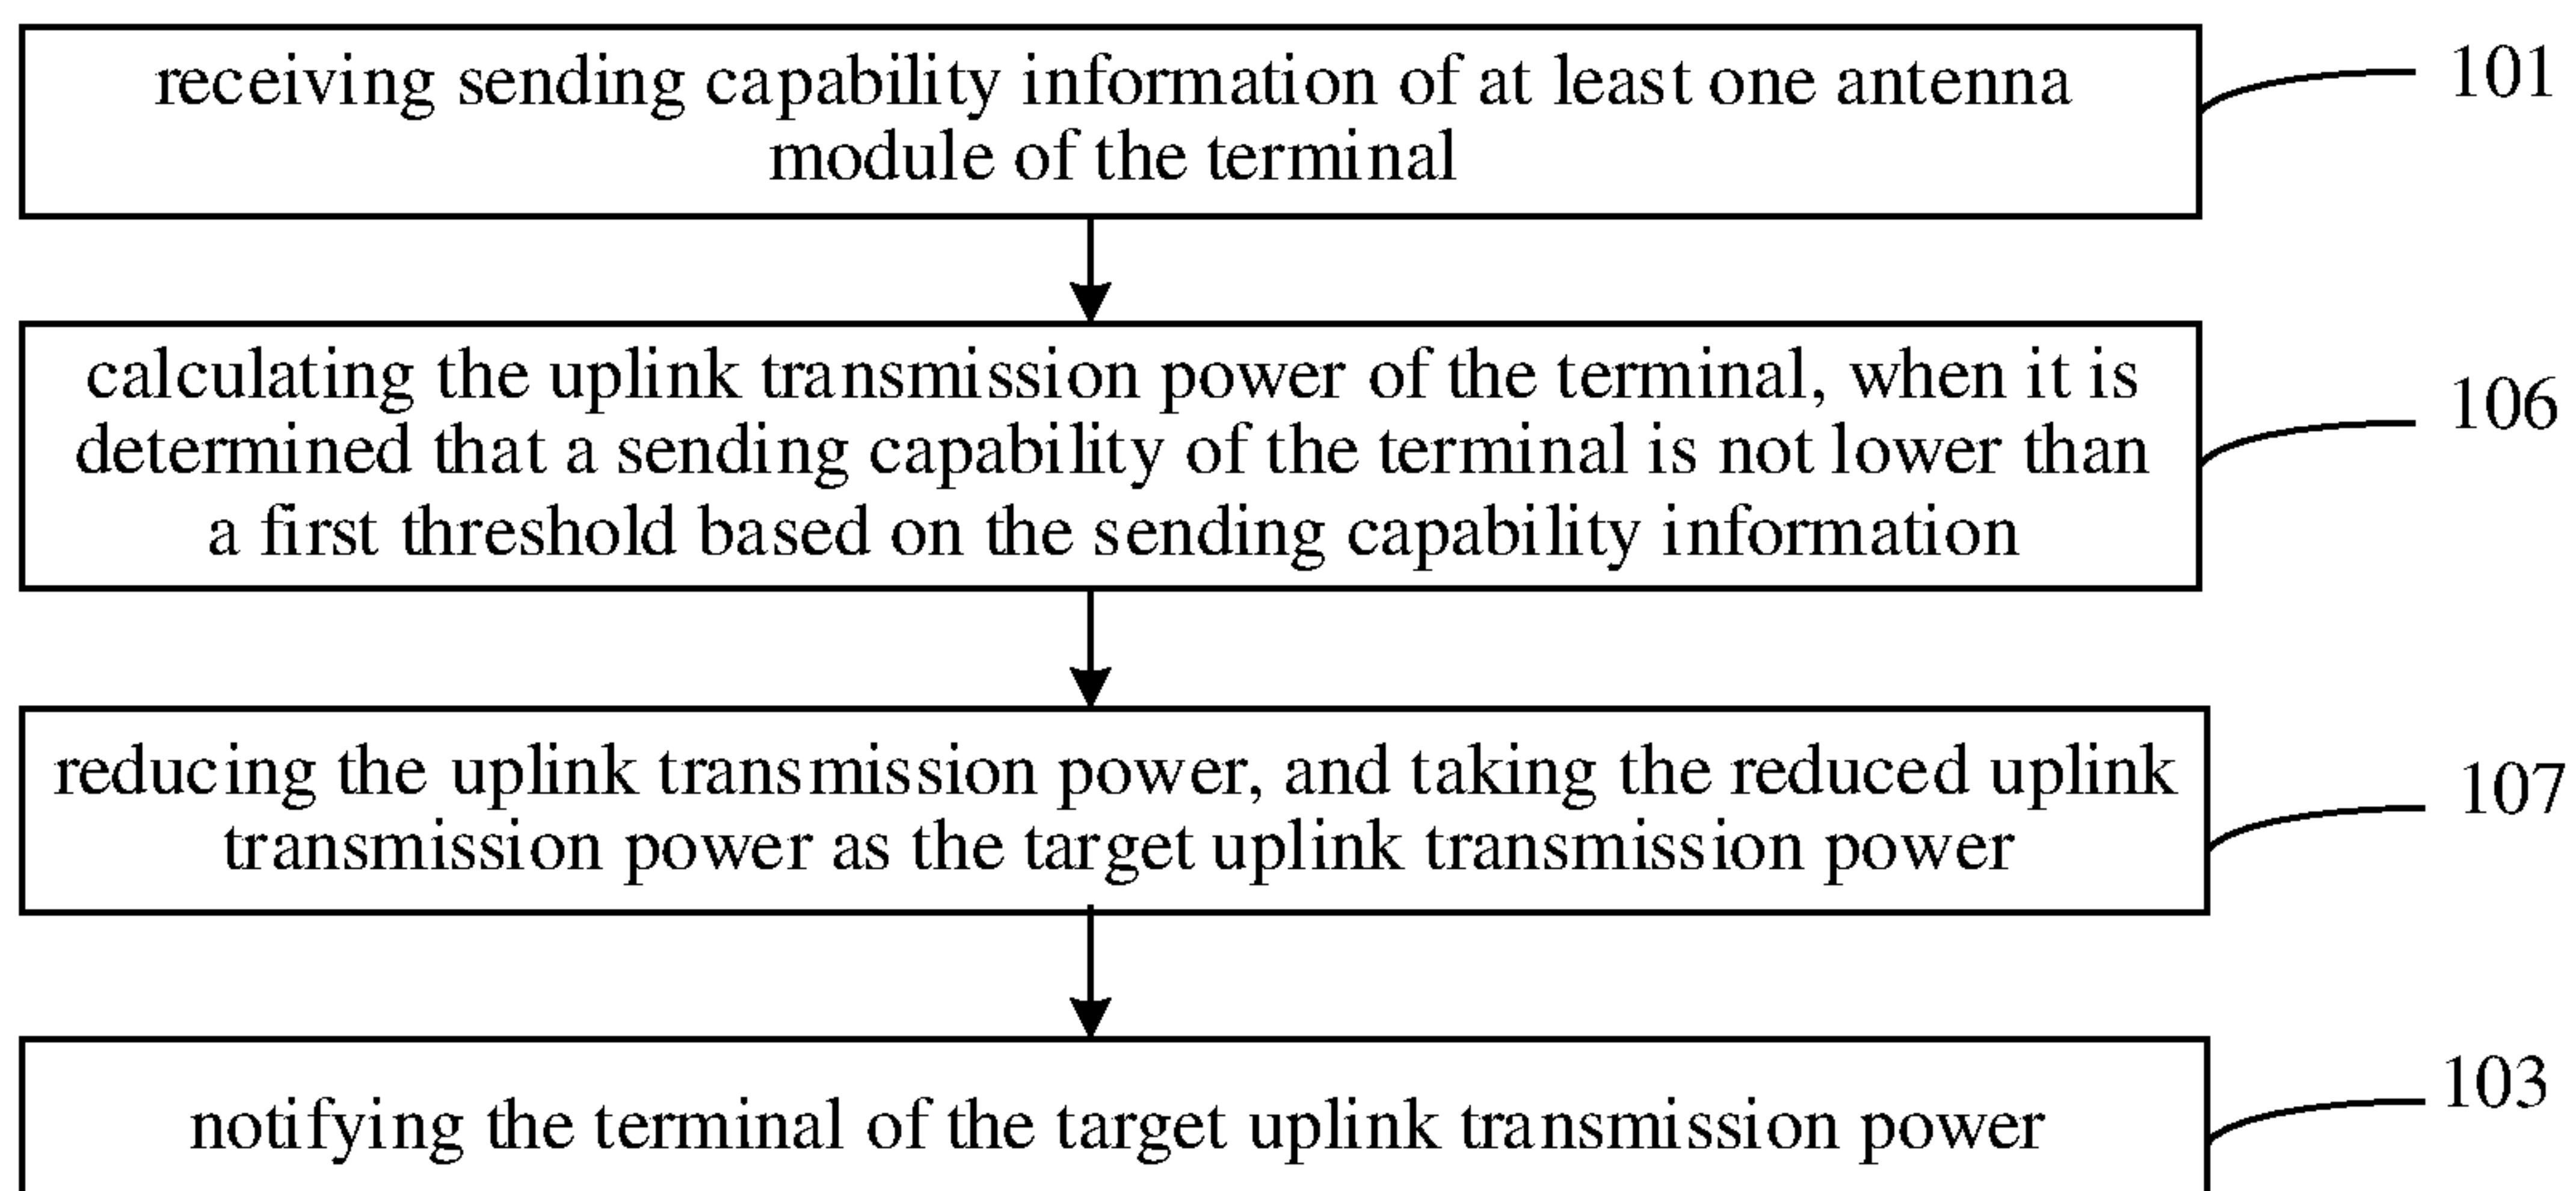 receiving sending capability information of at least one antenna
module of the terminal
101
calculating the uplink transmission power of the terminal, when it is
determined that a sending capability of the terminal is not lower than
a first threshold based on the sending capability information
106
reducing the uplink transmission power, and taking the reduced uplink
transmission power as the target uplink transmission power
107
notifying the terminal of the target uplink transmission power
103